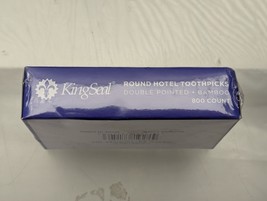 KingSeal
ROUND HOTEL TOOTHPICKS
DOUBLE POINTED • BAMBOO
800 COUNT